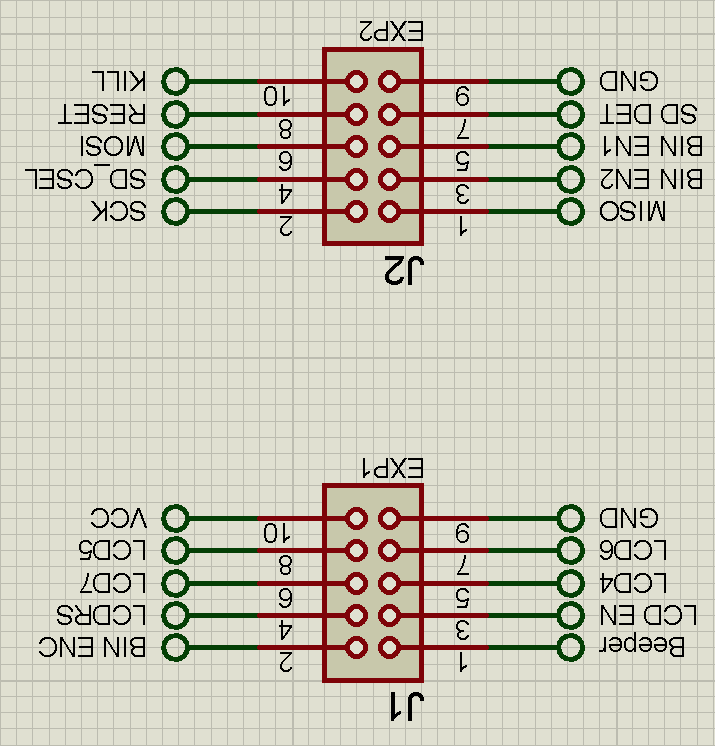 J1
Beeper 1 2 BIN ENC
LCD EN 3 4 LCDRS
LCD4 5 6 LCD7
LCD6 7 8 LCD5
GND 9 10 VCC
EXP1
J2
MISO 1 2 SCK
BIN EN2 3 4 SD_CSEL
BIN EN1 5 6 MOSI
SD DET 7 8 RESET
GND 9 10 KILL
EXP2